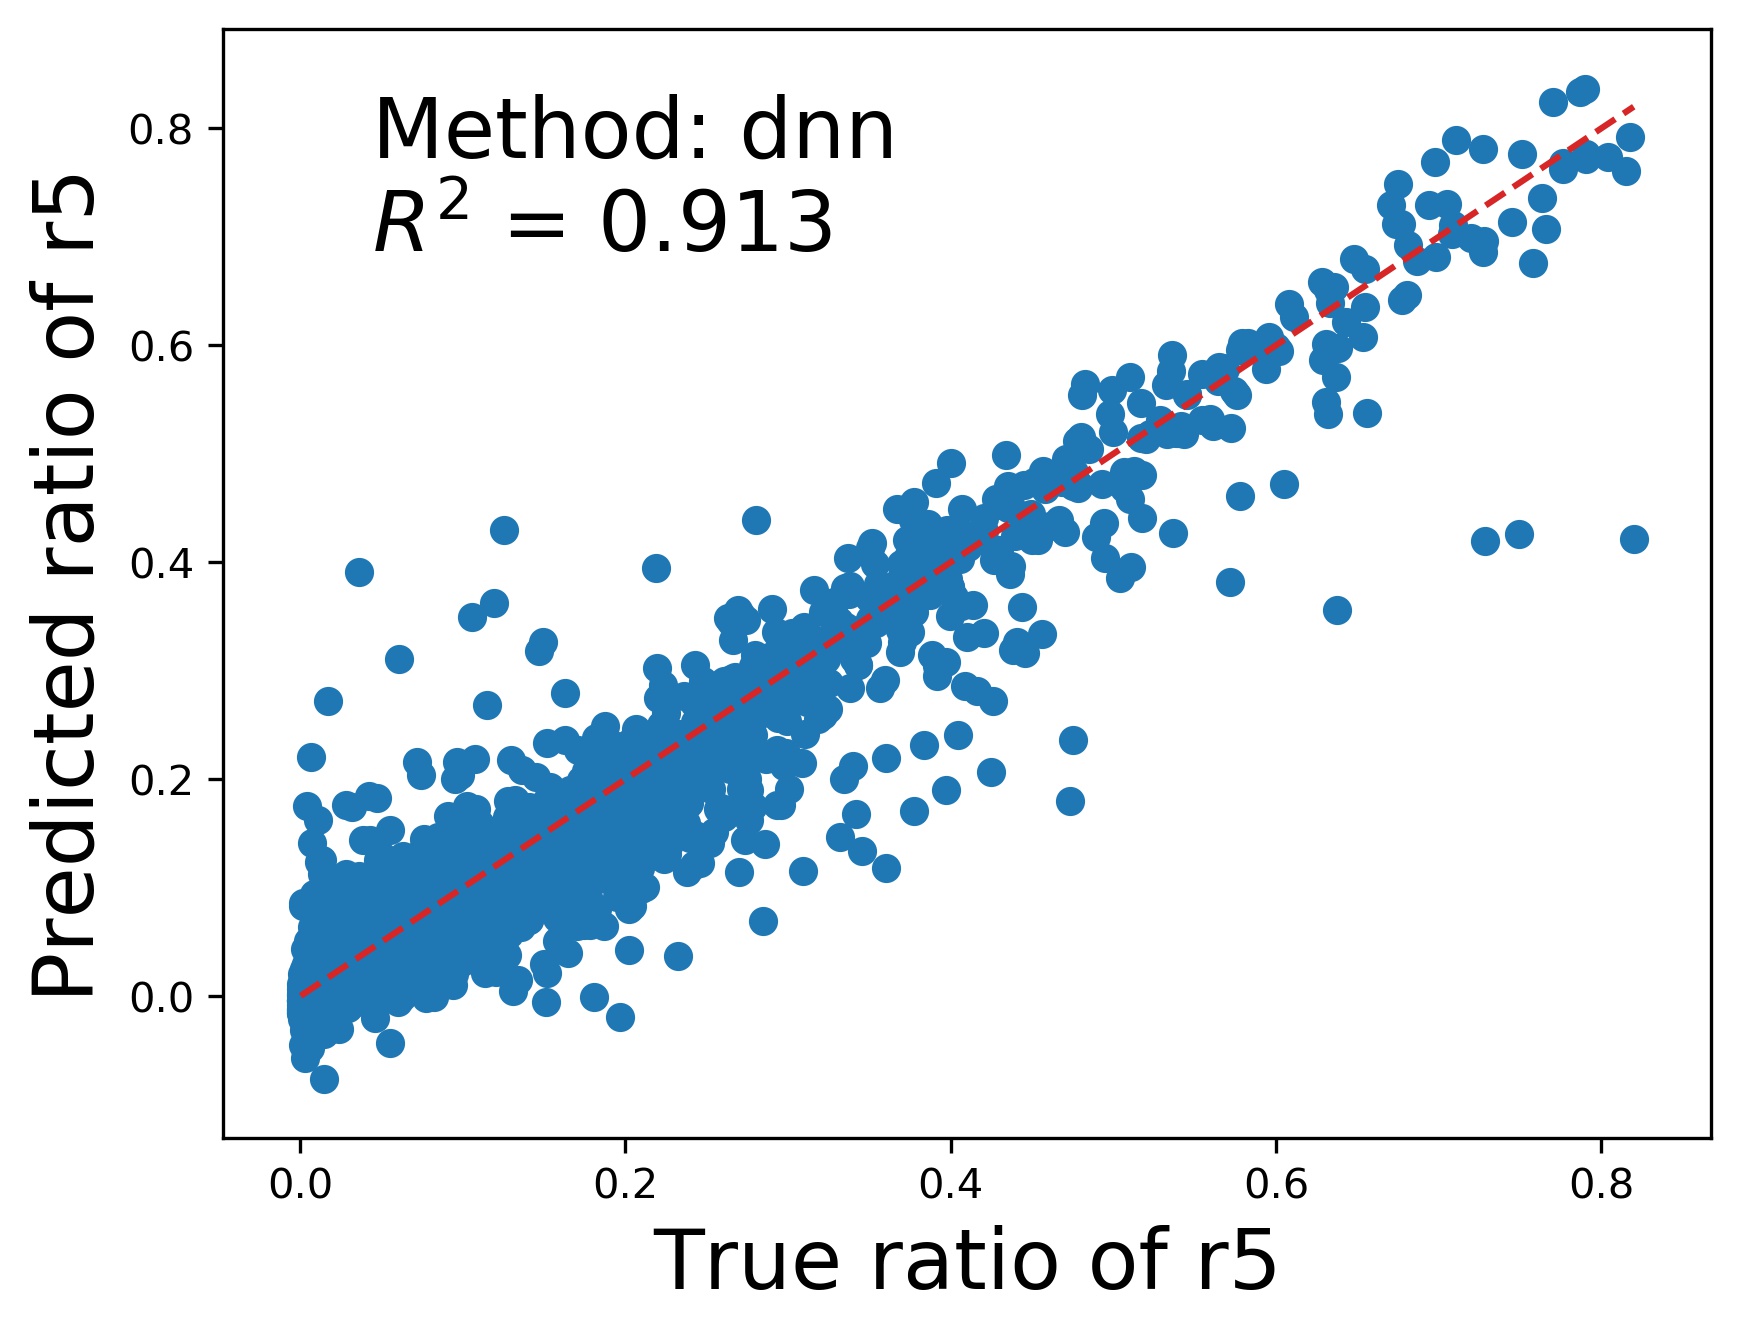 Method: dnn
R² = 0.913
Predicted ratio of r5
0.8
0.6
0.4
0.2
0.0
0.0 0.2 0.4 0.6 0.8
True ratio of r5